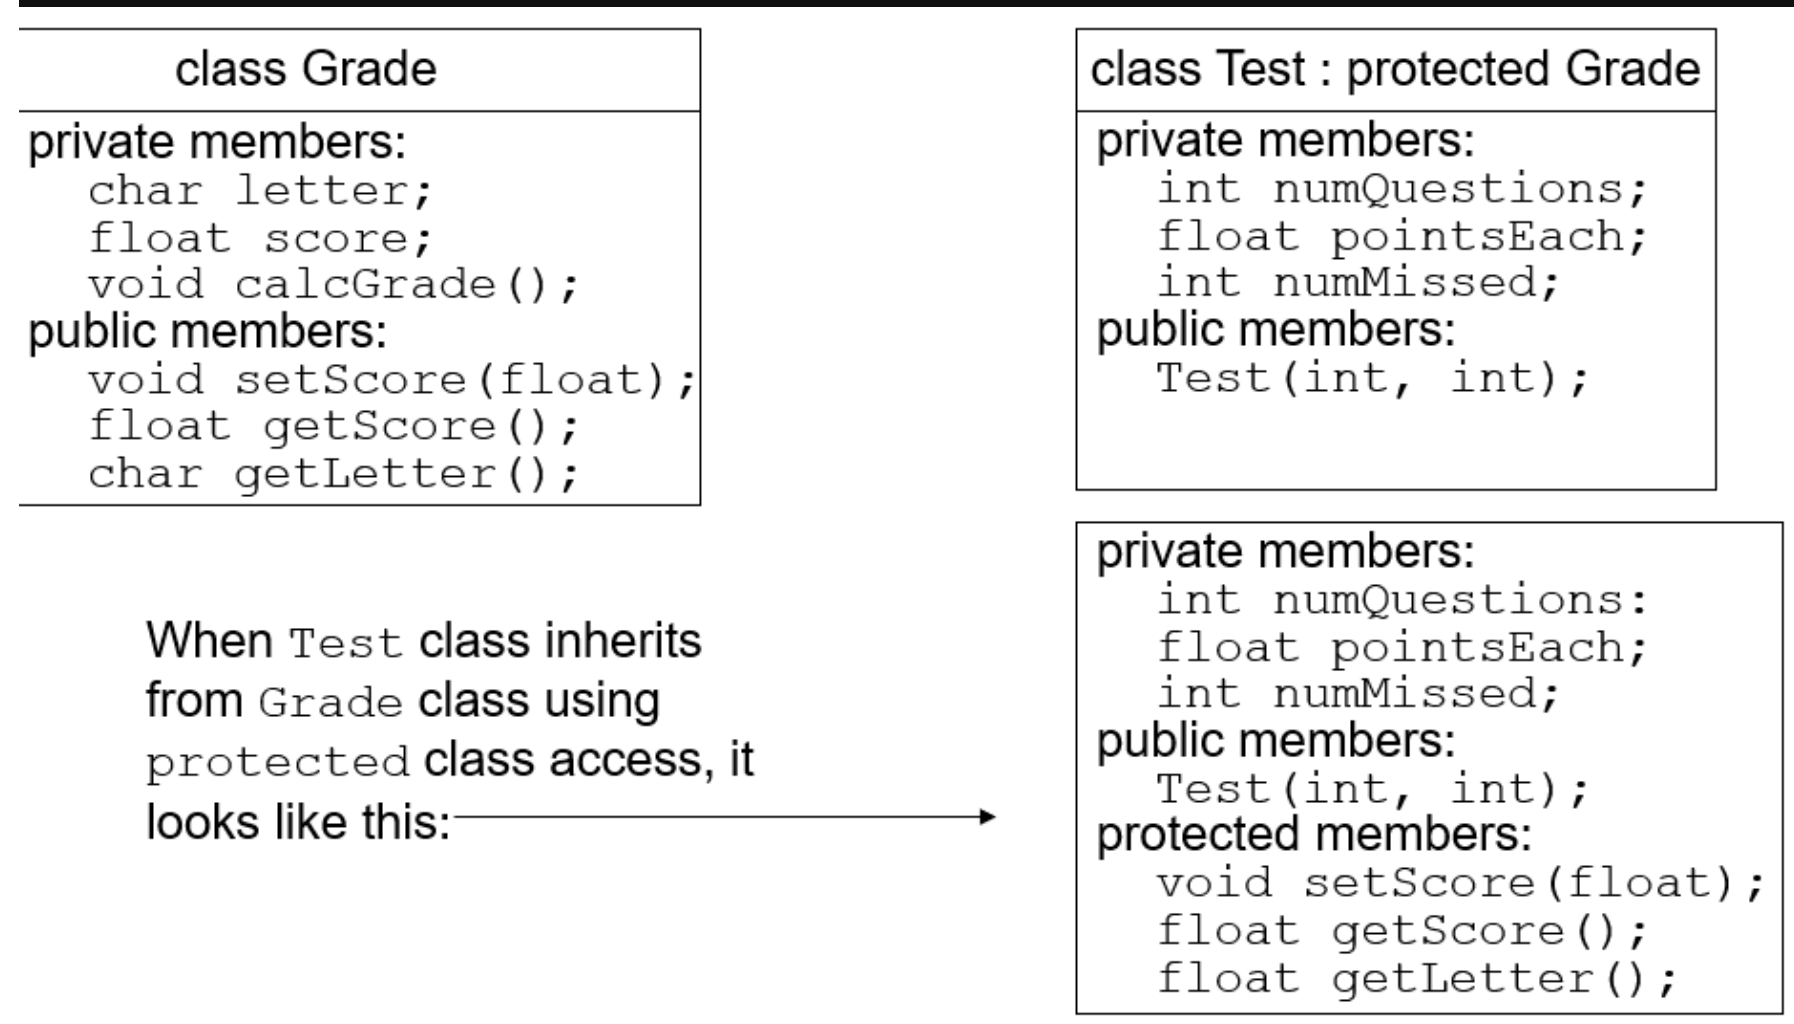 class Grade
private members:
char letter;
float score;
void calcGrade();
public members:
void setScore(float);
float getScore();
char getLetter();
class Test : protected Grade
private members:
int numQuestions;
float pointsEach;
int numMissed;
public members:
Test(int, int);
When Test class inherits
from Grade class using
protected class access, it
looks like this:
private members:
int numQuestions:
float pointsEach;
int numMissed;
public members:
Test(int, int);
protected members:
void setScore(float);
float getScore();
float getLetter();